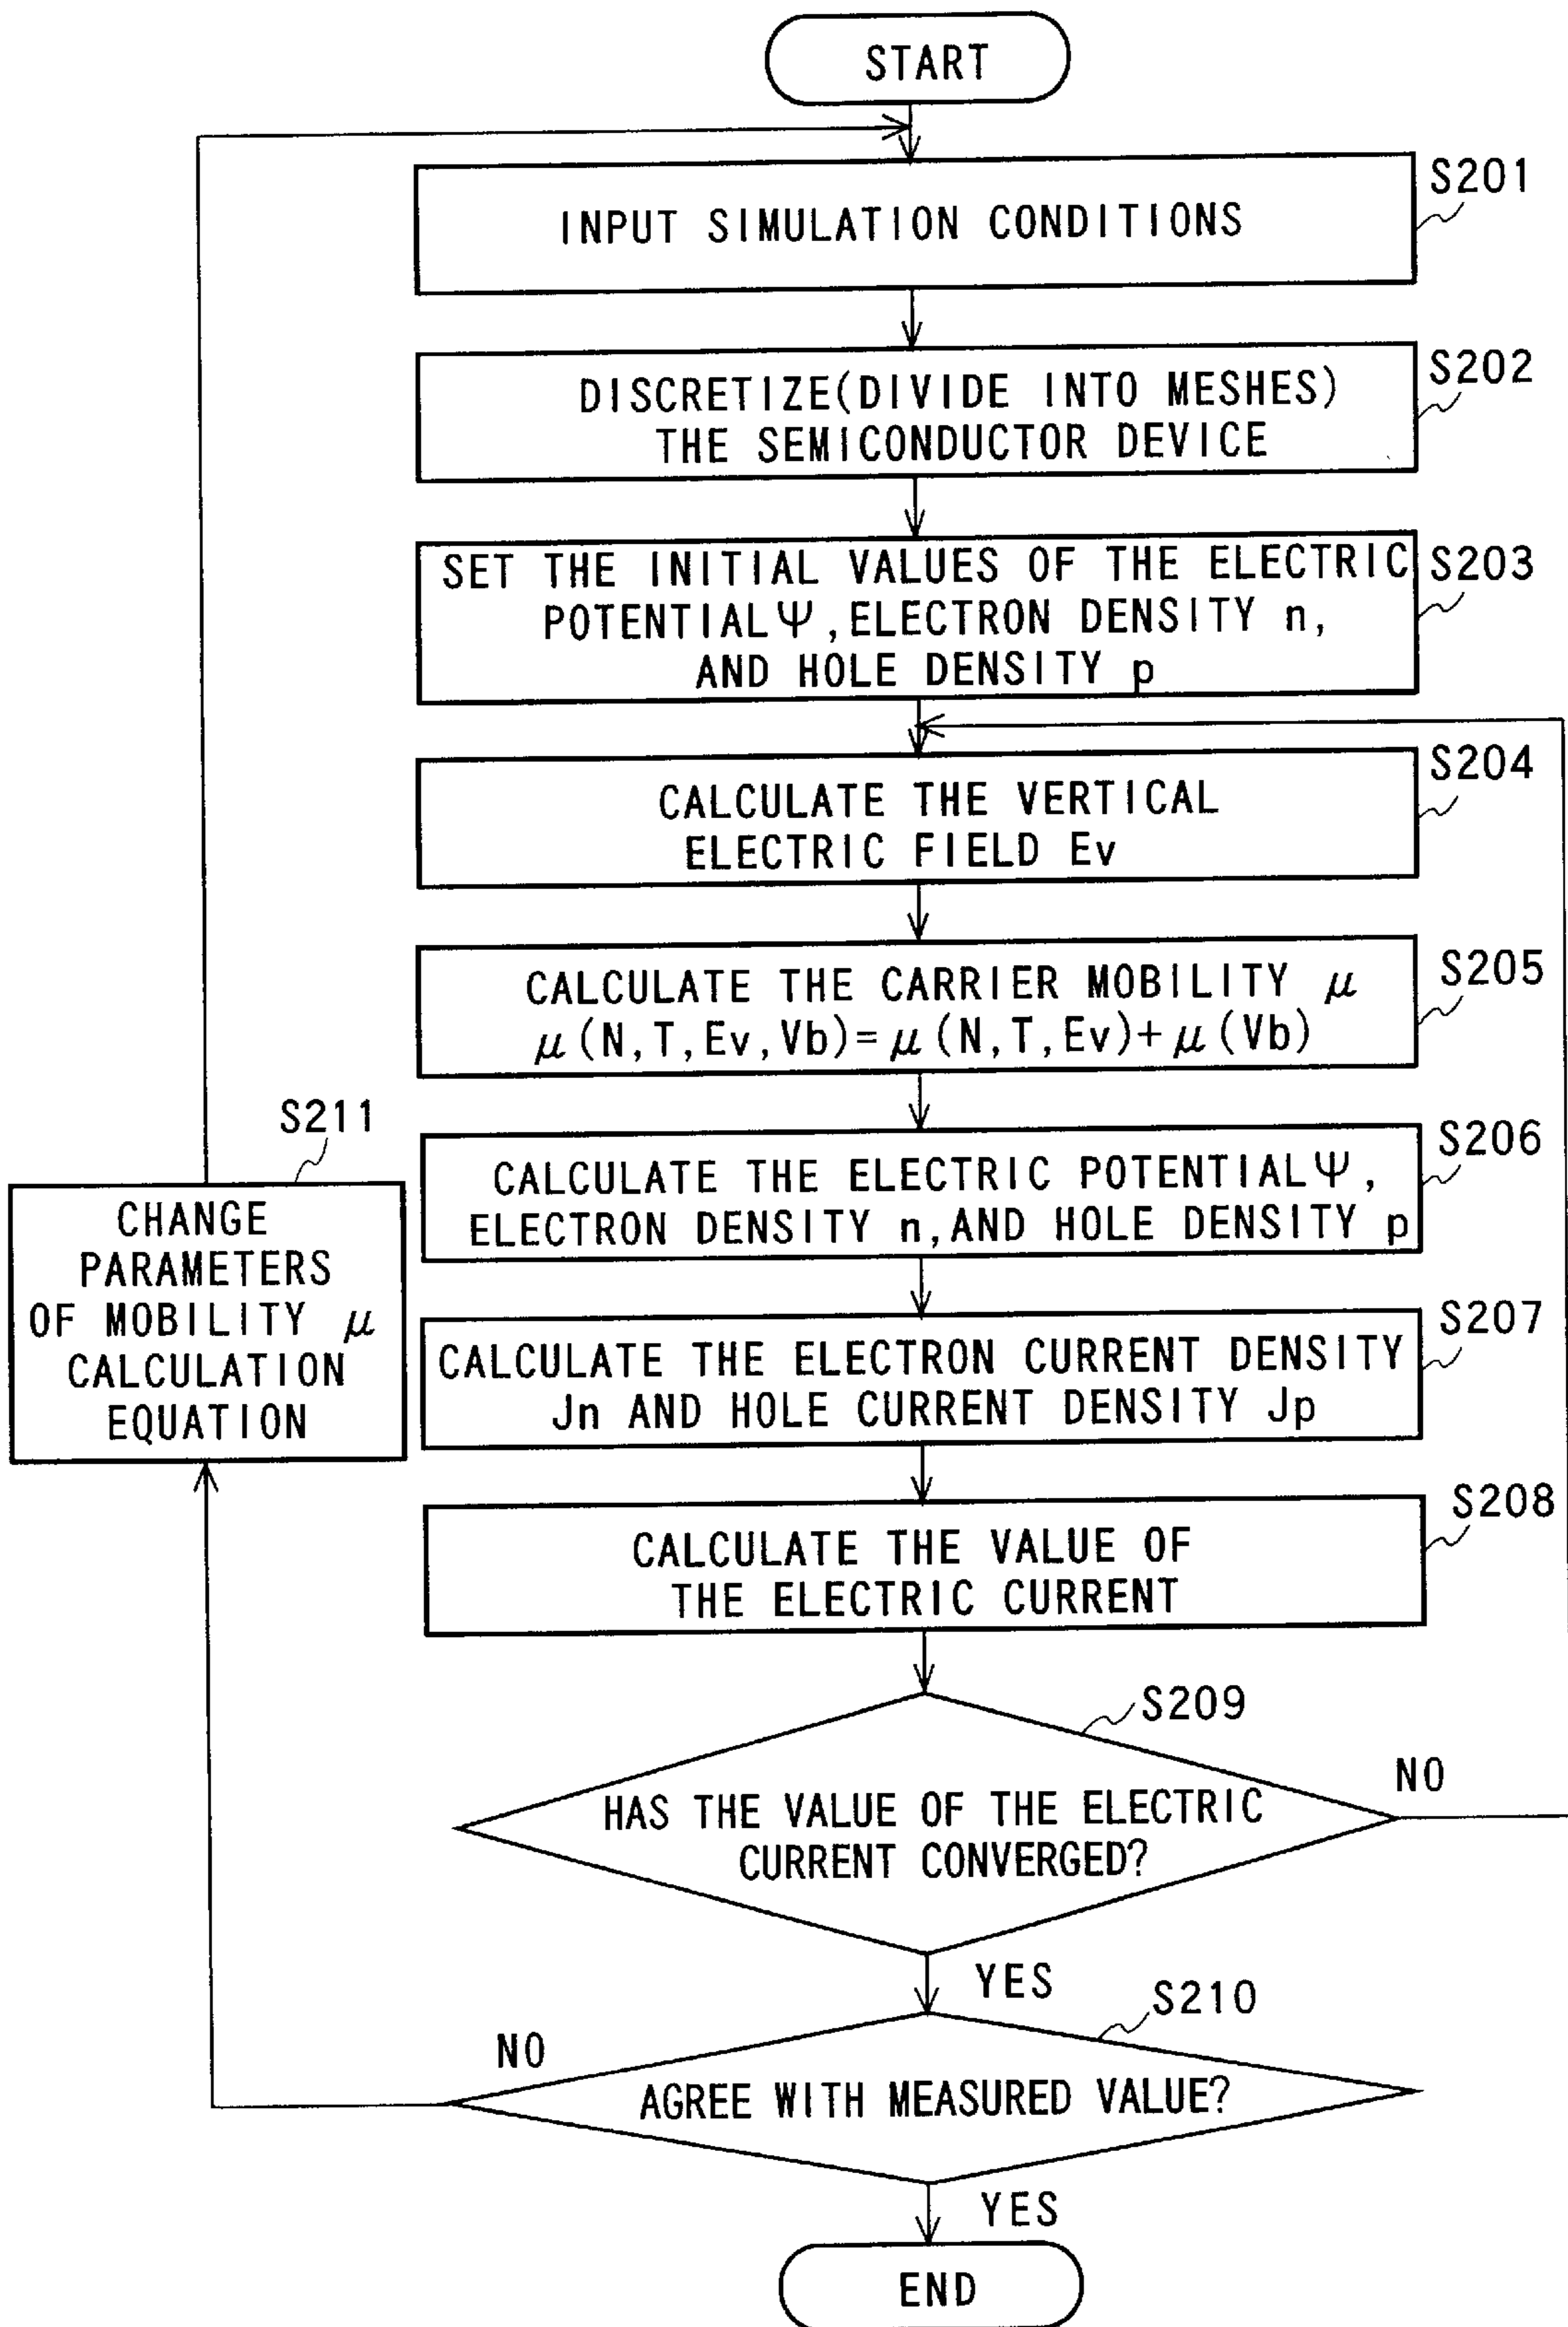 START
INPUT SIMULATION CONDITIONS
S201
DISCRETIZE(DIVIDE INTO MESHES)
THE SEMICONDUCTOR DEVICE
S202
SET THE INITIAL VALUES OF THE ELECTRIC
POTENTIALΨ,ELECTRON DENSITY n,
AND HOLE DENSITY p
S203
CALCULATE THE VERTICAL
ELECTRIC FIELD Ev
S204
CALCULATE THE CARRIER MOBILITY μ
μ(N,T,Ev,Vb)=μ(N,T,Ev)+μ(Vb)
S205
CALCULATE THE ELECTRIC POTENTIALΨ,
ELECTRON DENSITY n,AND HOLE DENSITY p
S206
CALCULATE THE ELECTRON CURRENT DENSITY
Jn AND HOLE CURRENT DENSITY Jp
S207
CALCULATE THE VALUE OF
THE ELECTRIC CURRENT
S208
HAS THE VALUE OF THE ELECTRIC
CURRENT CONVERGED?
S209
NO
YES
AGREE WITH MEASURED VALUE?
S210
NO
YES
S211
CHANGE
PARAMETERS
OF MOBILITY μ
CALCULATION
EQUATION
END